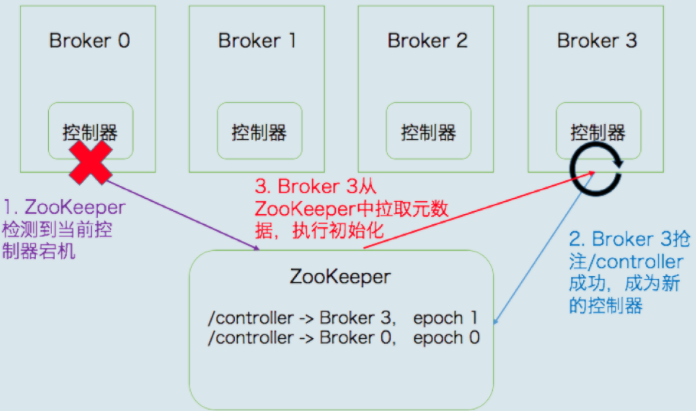 Broker 0
Broker 1
Broker 2
Broker 3
控制器
控制器
控制器
控制器
1. ZooKeeper
检测到当前控
制器宕机
3. Broker 3从
ZooKeeper中拉取元数
据，执行初始化
2. Broker 3抢
注/controller
成功，成为新
的控制器
ZooKeeper
/controller -> Broker 3， epoch 1
/controller -> Broker 0， epoch 0